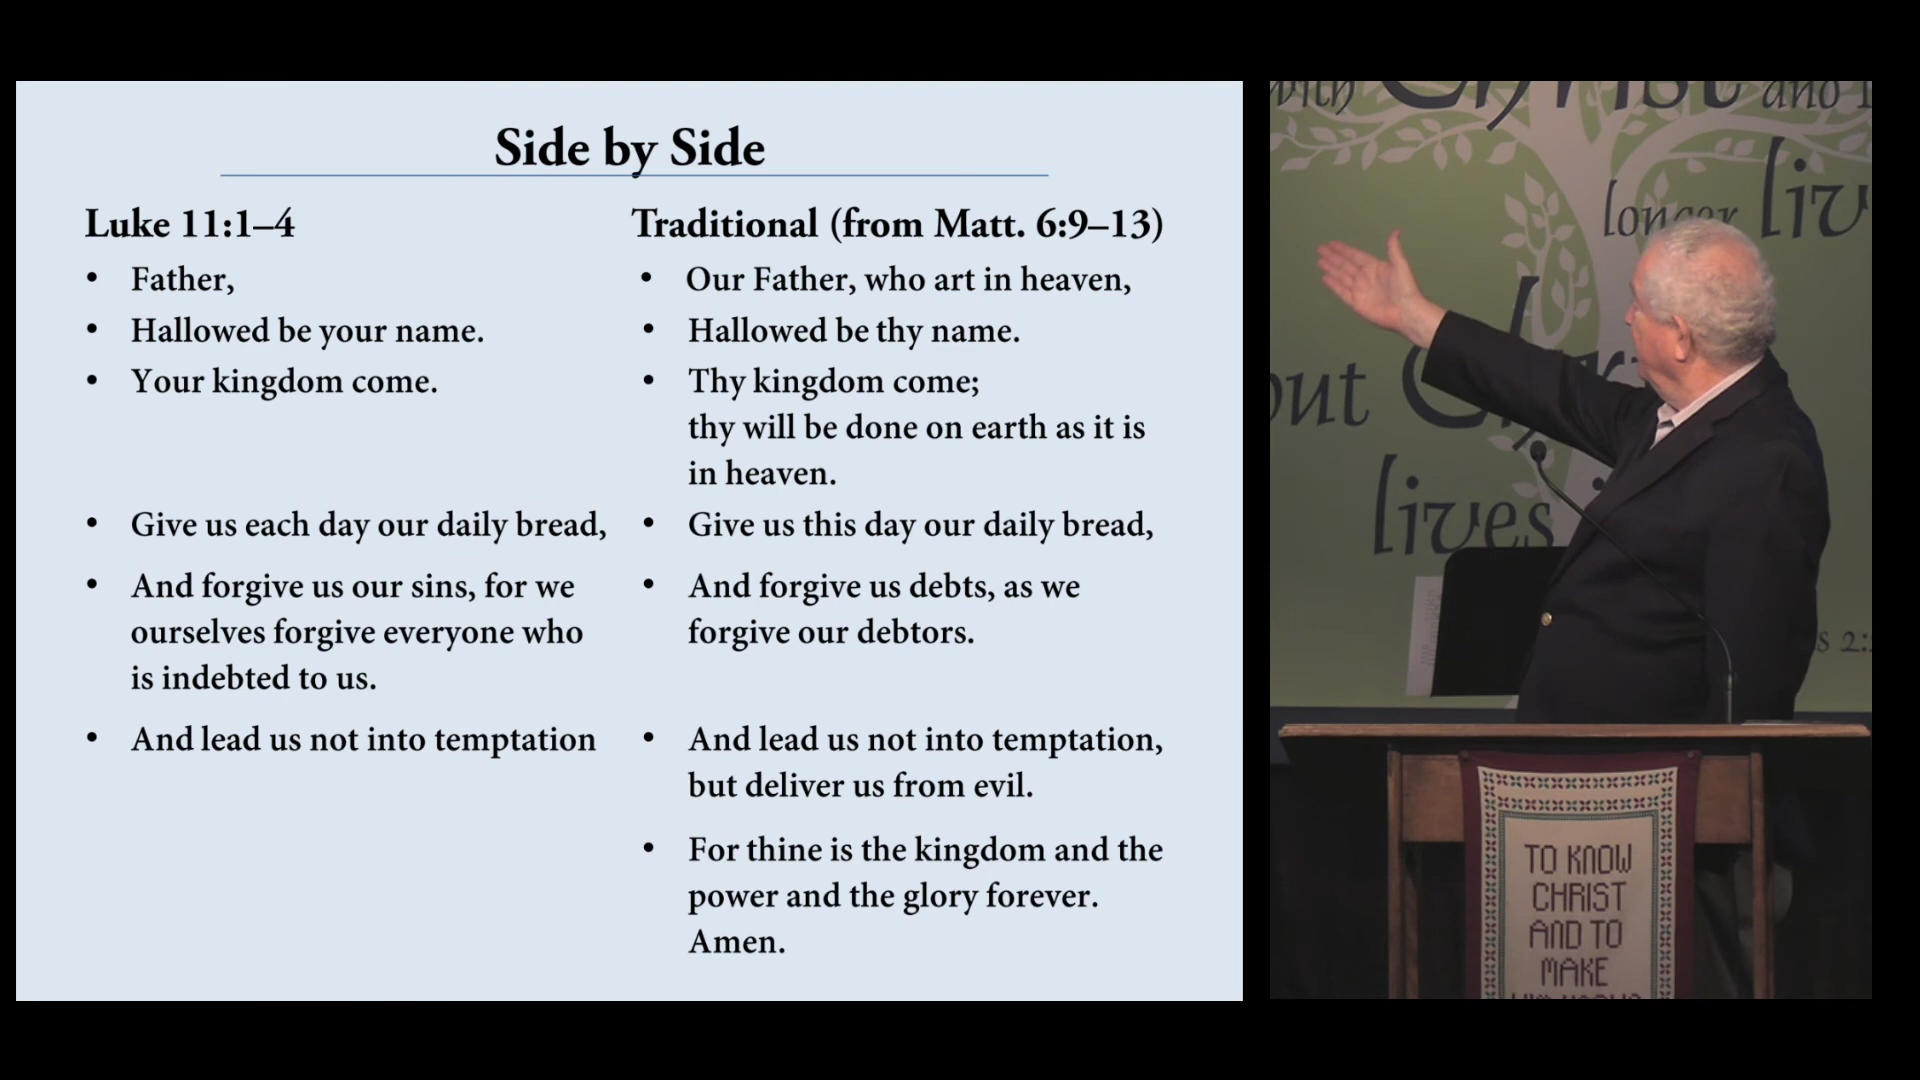 Side by Side
Luke 11:1–4
• Father,
• Hallowed be your name.
• Your kingdom come.
• Give us each day our daily bread,
• And forgive us our sins, for we
ourselves forgive everyone who
is indebted to us.
• And lead us not into temptation
Traditional (from Matt. 6:9–13)
• Our Father, who art in heaven,
• Hallowed be thy name.
• Thy kingdom come;
thy will be done on earth as it is
in heaven.
• Give us this day our daily bread,
• And forgive us debts, as we
forgive our debtors.
• And lead us not into temptation,
but deliver us from evil.
• For thine is the kingdom and the
power and the glory forever.
Amen.
with Christ and
longer liv
lives
s 2:
TO KNOW
CHRIST
AND TO
MAKE